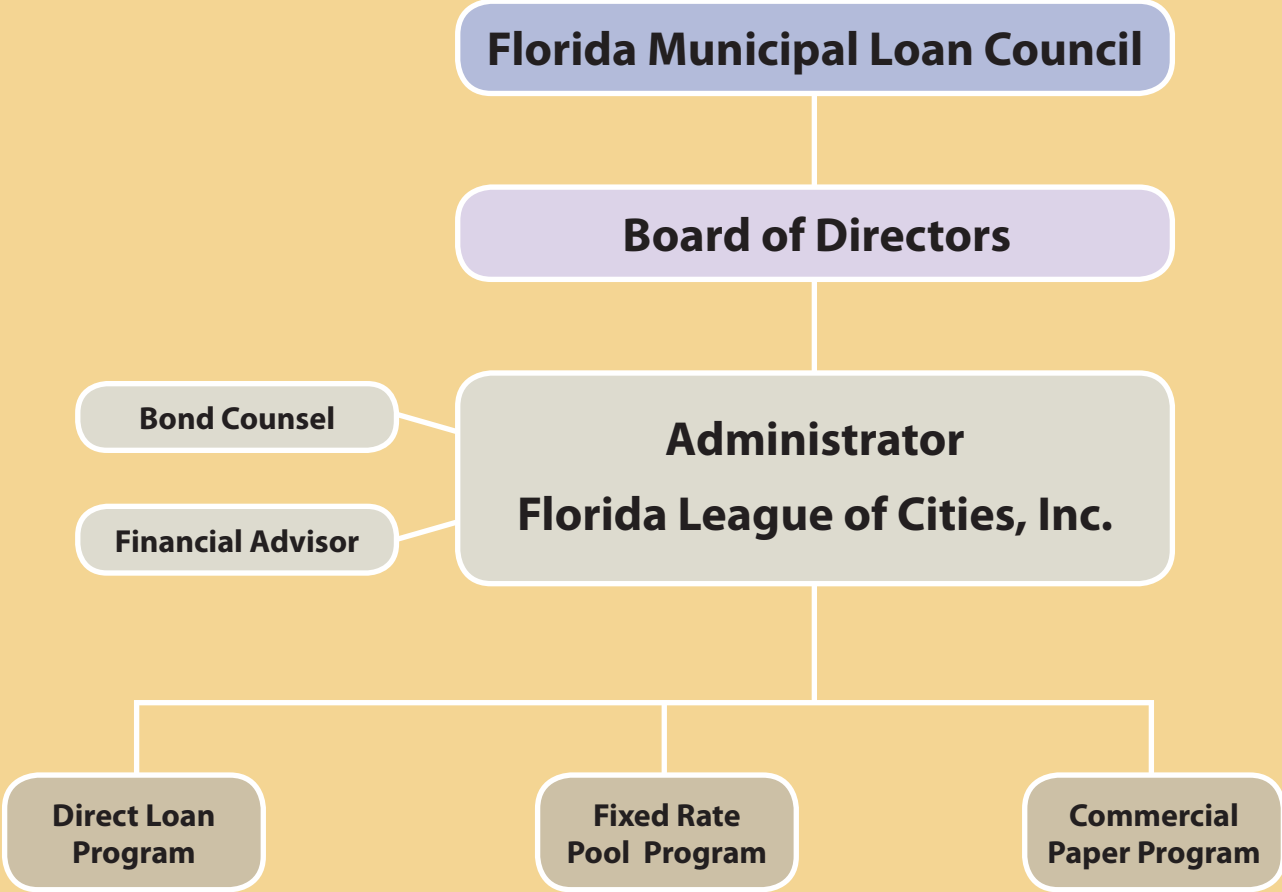 Florida Municipal Loan Council
Board of Directors
Bond Counsel
Financial Advisor
Administrator
Florida League of Cities, Inc.
Direct Loan
Program
Fixed Rate
Pool Program
Commercial
Paper Program